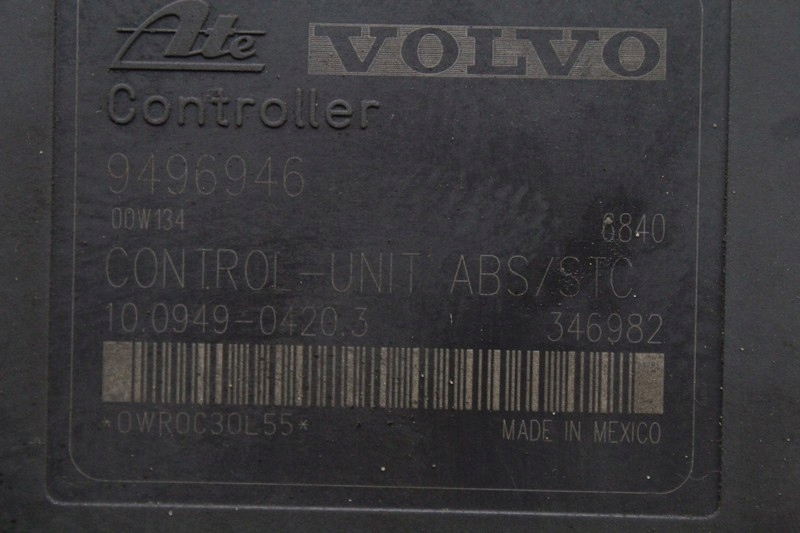 Ate VOLVO
Controller
9496946
00W134 6840
CONTROL-UNIT ABS/STC
10.0949-0420.3 346982
*0WR0C30L55* MADE IN MEXICO